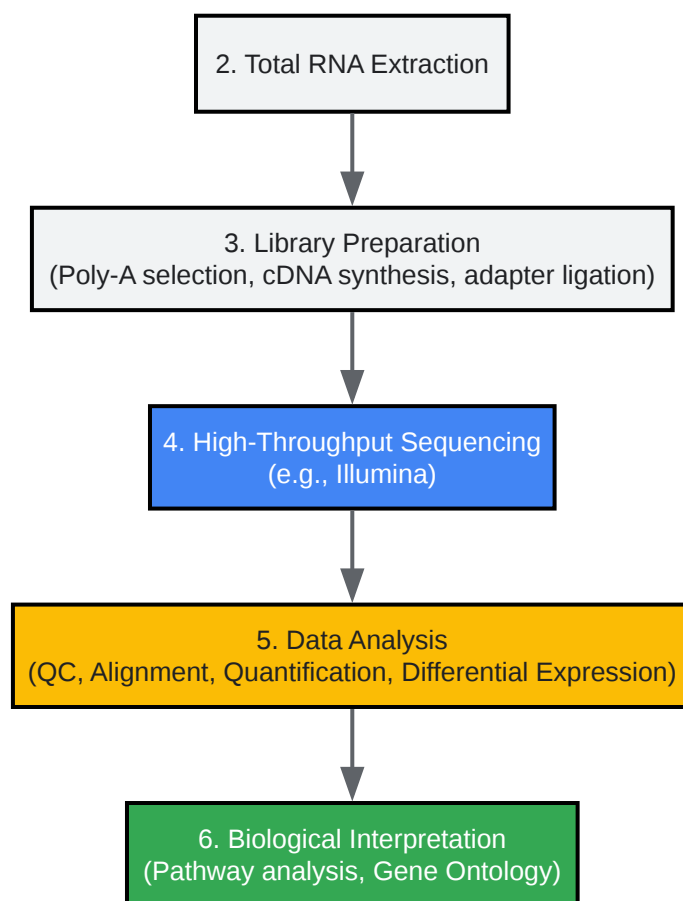 2. Total RNA Extraction
3. Library Preparation
(Poly-A selection, cDNA synthesis, adapter ligation)
4. High-Throughput Sequencing
(e.g., Illumina)
5. Data Analysis
(QC, Alignment, Quantification, Differential Expression)
6. Biological Interpretation
(Pathway analysis, Gene Ontology)